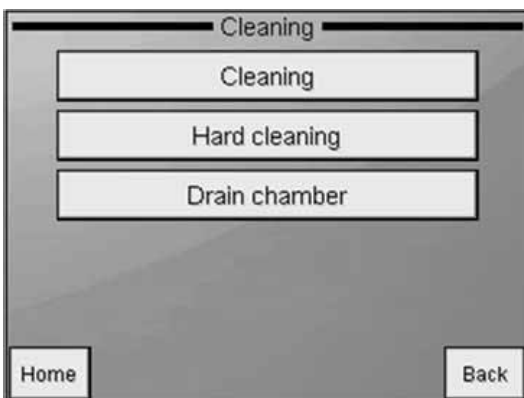 Cleaning
Cleaning
Hard cleaning
Drain chamber
Home
Back